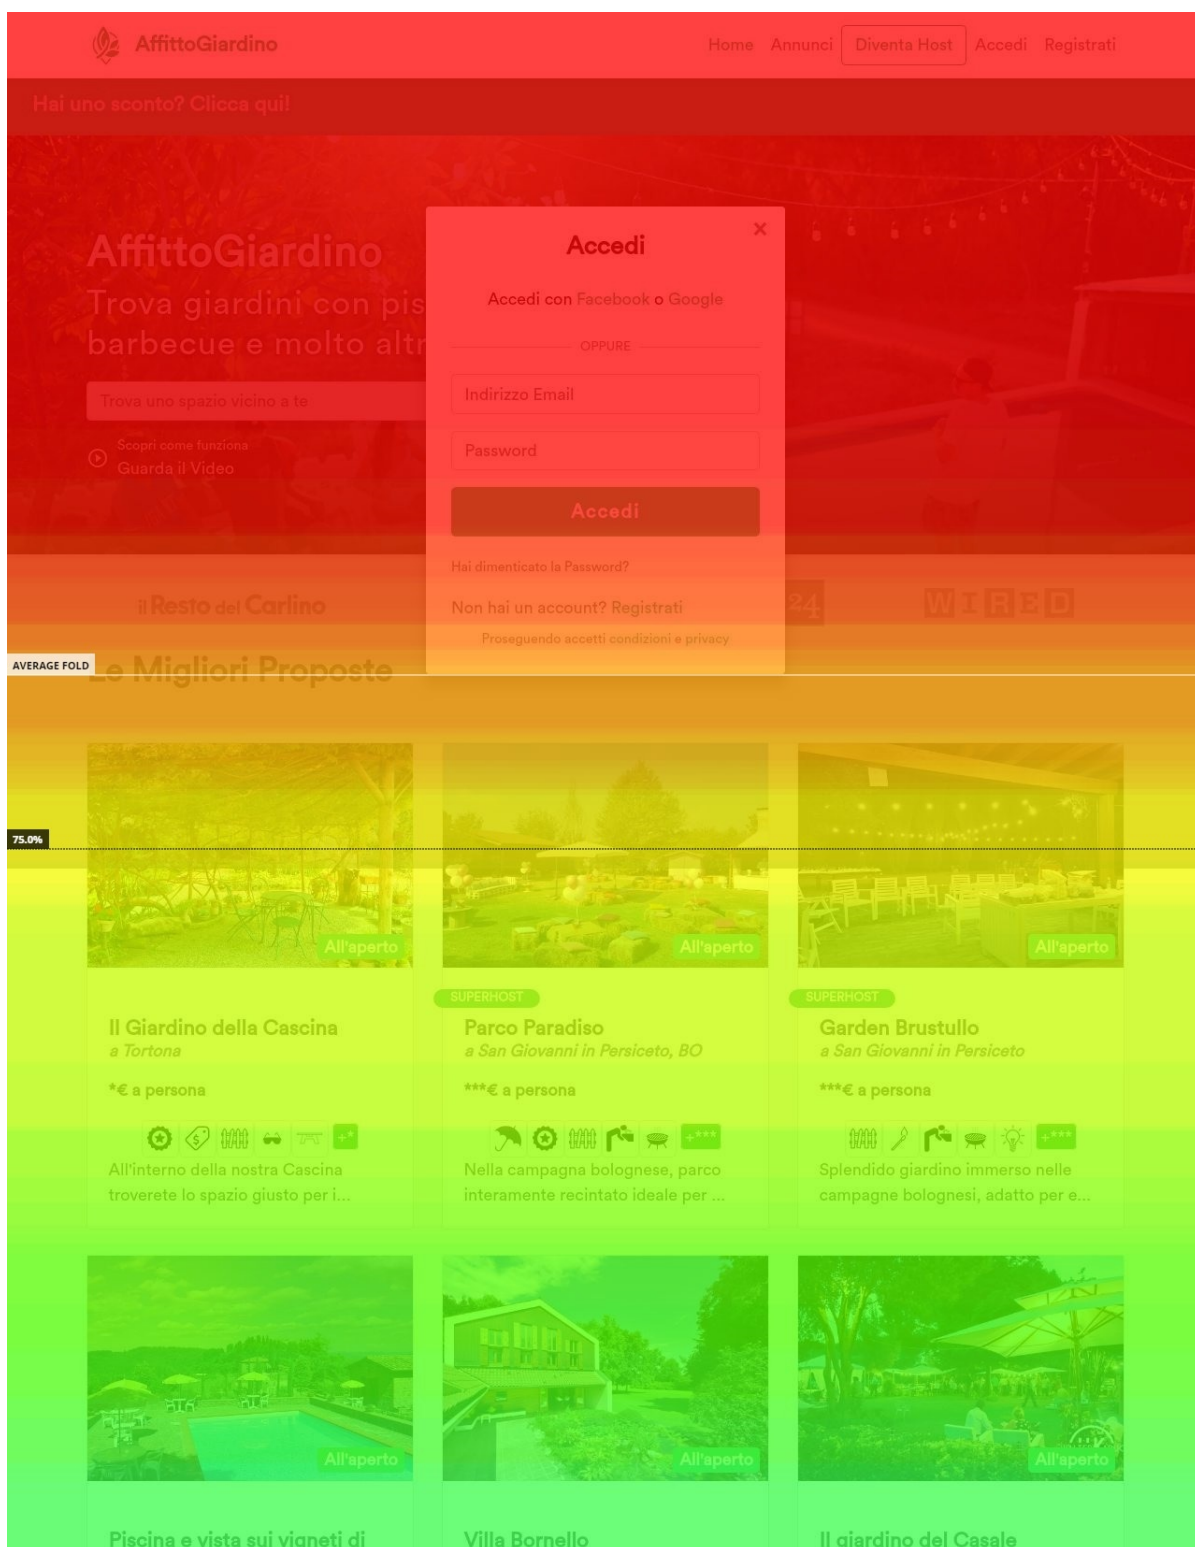 AffittoGiardino
Home Annunci Diventa Host Accedi Registrati
Hai uno sconto? Clicca qui!
AffittoGiardino
Trova giardini con pis
barbecue e molto altr
Trova uno spazio vicino a te
Scopri come funziona
Guarda il Video
×
Accedi
Accedi con Facebook o Google
OPPURE
Indirizzo Email
Password
Accedi
Hai dimenticato la Password?
Non hai un account? Registrati
Proseguendo accetti condizioni e privacy
il Resto del Carlino
24
WIRED
AVERAGE FOLD
Le Migliori Proposte
75.0%
All'aperto
All'aperto
All'aperto
Il Giardino della Cascina
a Tortona
*€ a persona
+*
All'interno della nostra Cascina
troverete lo spazio giusto per i...
SUPERHOST
Parco Paradiso
a San Giovanni in Persiceto, BO
***€ a persona
+***
Nella campagna bolognese, parco
interamente recintato ideale per ...
SUPERHOST
Garden Brustullo
a San Giovanni in Persiceto
***€ a persona
+***
Splendido giardino immerso nelle
campagne bolognesi, adatto per e...
All'aperto
All'aperto
All'aperto
Piscina e vista sui vigneti di
Villa Bornello
Il giardino del Casale